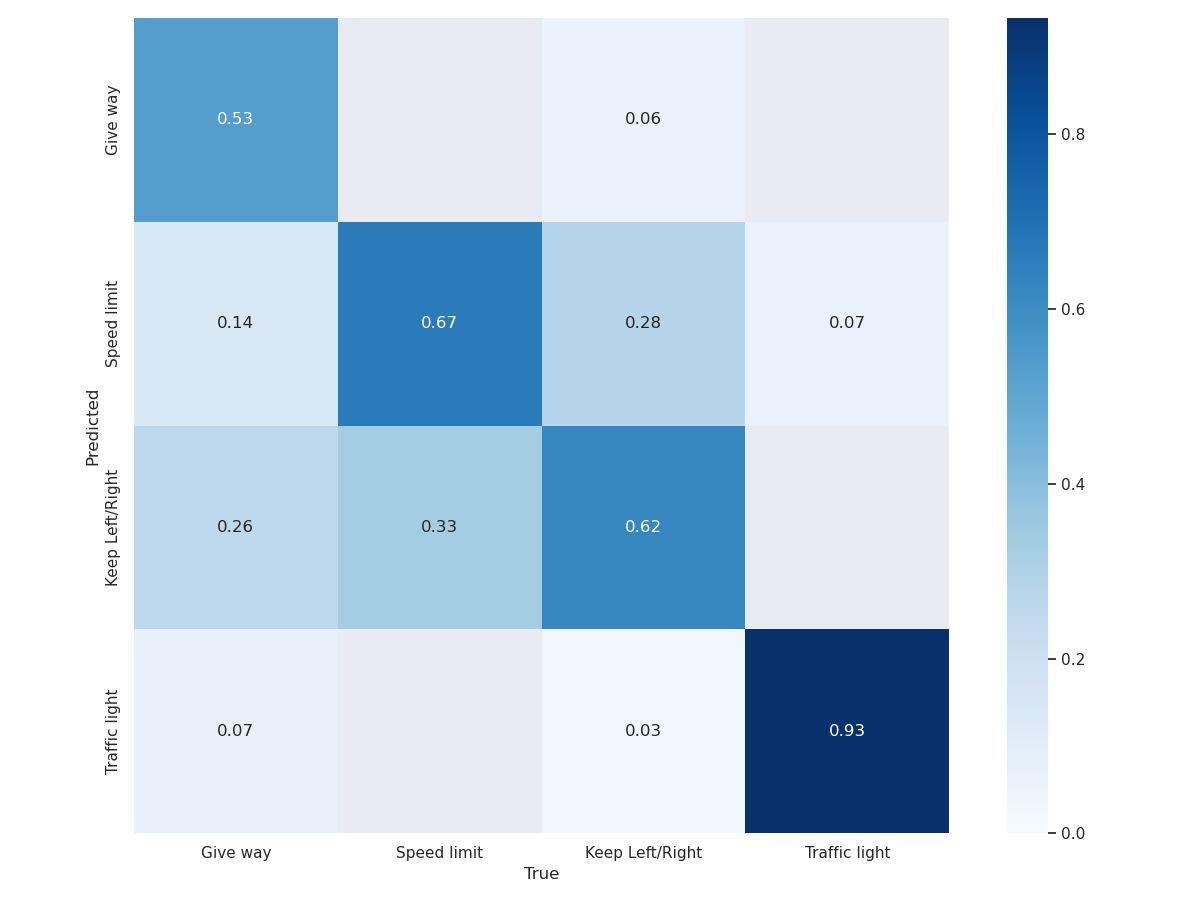 Predicted
Give way
0.53
0.06
Speed limit
0.14
0.67
0.28
0.07
Keep Left/Right
0.26
0.33
0.62
Traffic light
0.07
0.03
0.93
Give way
Speed limit
Keep Left/Right
Traffic light
True
0.8
0.6
0.4
0.2
0.0